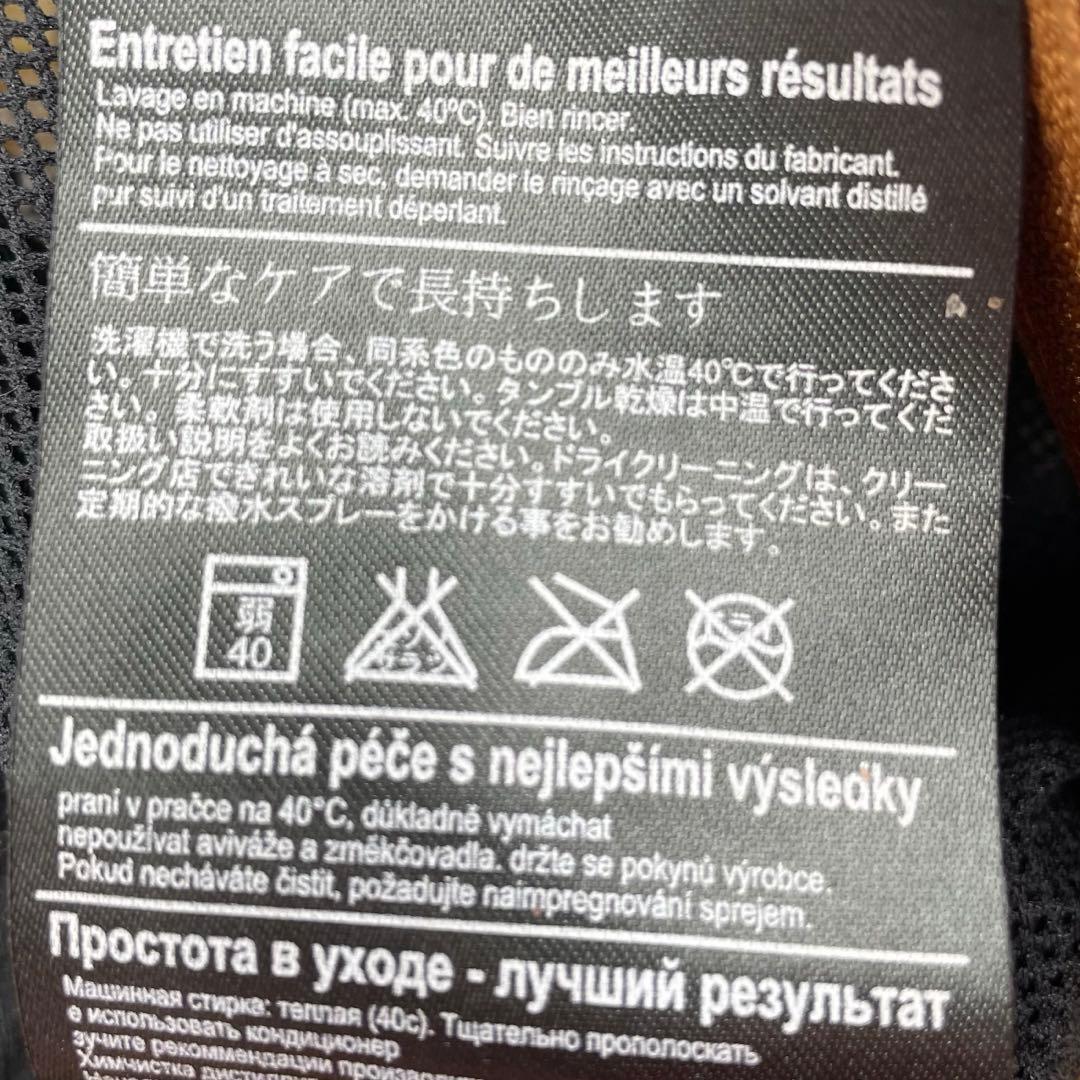 Entretien facile pour de meilleurs résultats
Lavage en machine (max. 40ºC). Bien rincer.
Ne pas utiliser d'assouplissant. Suivre les instructions du fabricant.
Pour le nettoyage à sec, demander le rinçage avec un solvant distillé
pur suivi d'un traitement déperlant.
簡単なケアで長持ちします
洗濯機で洗う場合、同系色のもののみ水温40℃で行ってくださ
い。十分にすすいでください。タンブル乾燥は中温で行ってくだ
さい。柔軟剤は使用しないでください。
取扱い説明をよくお読みください。ドライクリーニングは、クリー
ニング店できれいな溶剤で十分すすいでもらってください。また
定期的な撥水スプレーをかける事をお勧めします。
弱
40
Jednoduchá péče s nejlepšími výsledky
praní v pračce na 40°C, důkladně vymáchat
nepoužívat aviváže a změkčovadla. držte se pokynů výrobce.
Pokud necháváte čistit, požadujte naimpregnování sprejem.
Простота в уходе - лучший результат
Машинная стирка: теплая (40c). Тщательно прополоскать
е использовать кондиционер
зучите рекомендации производит
Химчистка